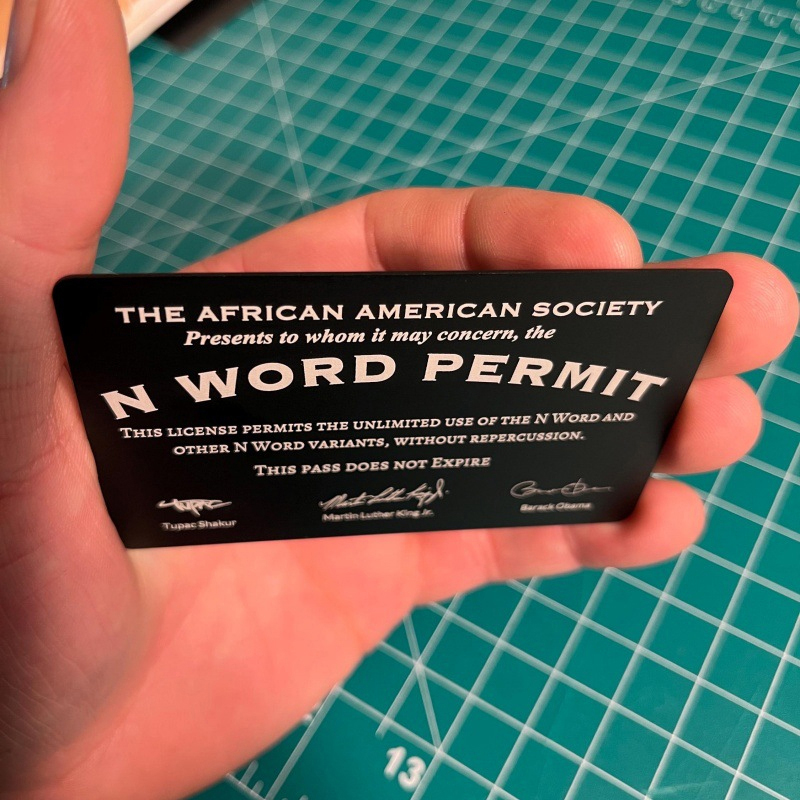 THE AFRICAN AMERICAN SOCIETY
Presents to whom it may concern, the
N WORD PERMIT
THIS LICENSE PERMITS THE UNLIMITED USE OF THE N WORD AND
OTHER N WORD VARIANTS, WITHOUT REPERCUSSION.
THIS PASS DOES NOT EXPIRE
Tupac Shakur
Martin Luther King Jr.
Barack Obama
13